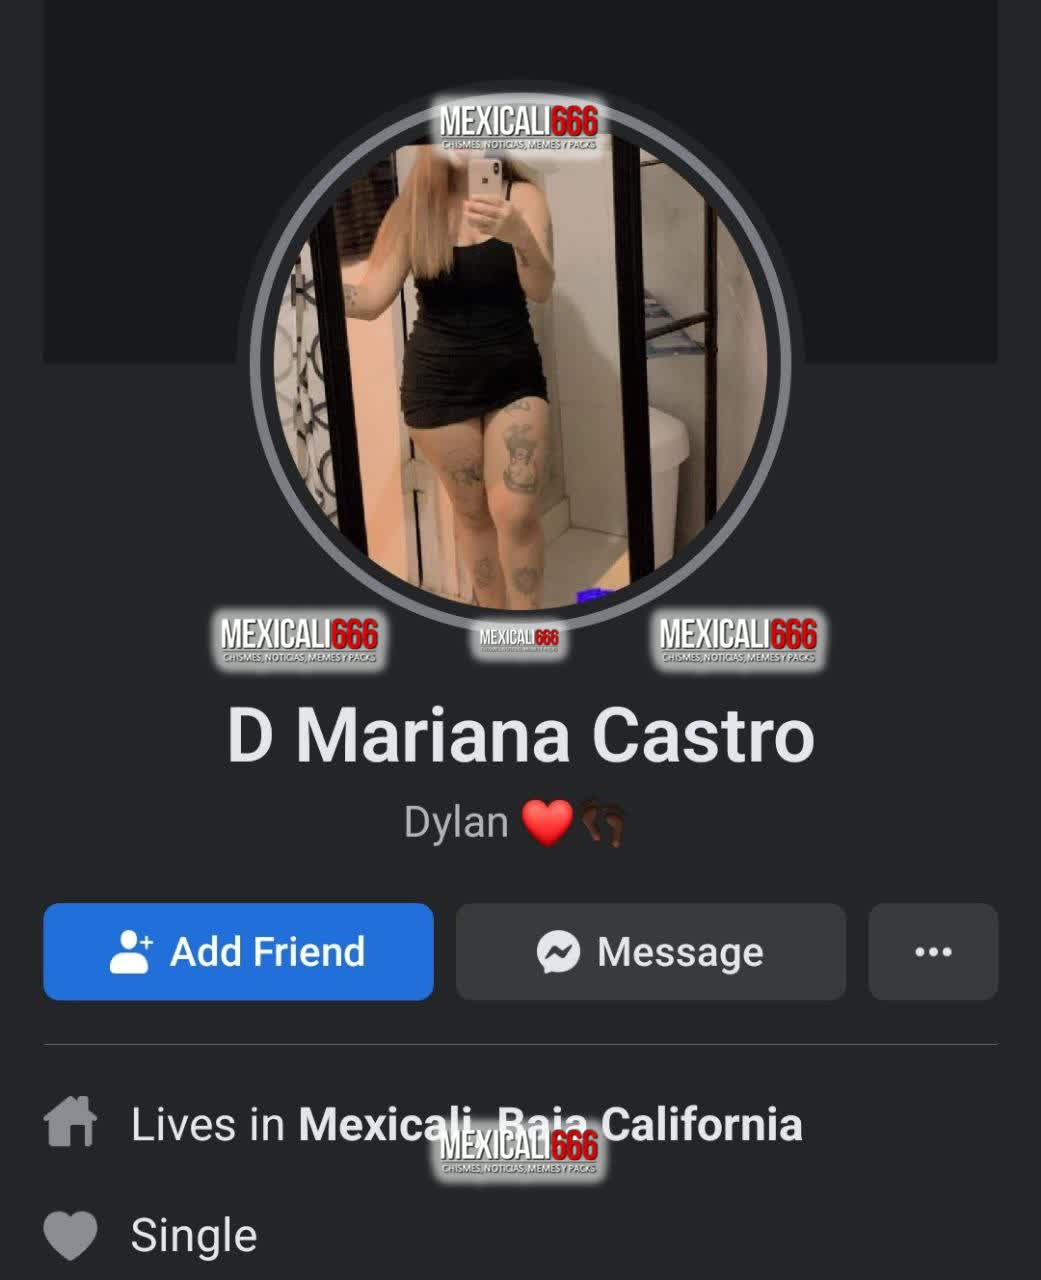 MEXICALI666
CHISMES, NOTICIAS, MEMES Y PACKS
MEXICALI666
CHISMES, NOTICIAS, MEMES Y PACKS
MEXICALI666
CHISMES, NOTICIAS, MEMES Y PACKS
MEXICALI666
CHISMES, NOTICIAS, MEMES Y PACKS
D Mariana Castro
Dylan ❤️👣
Add Friend
Message
Lives in Mexicali, Baja California
MEXICALI666
CHISMES, NOTICIAS, MEMES Y PACKS
Single